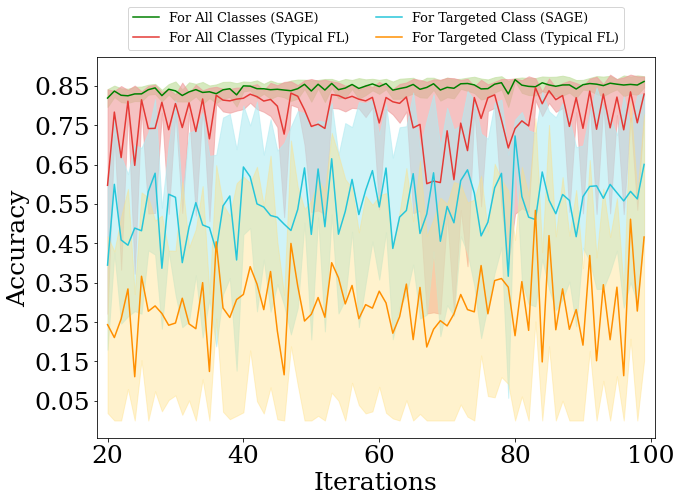 For All Classes (SAGE) For Targeted Class (SAGE)
For All Classes (Typical FL) For Targeted Class (Typical FL)
0.85
0.75
0.65
0.55
0.45
0.35
0.25
0.15
0.05
Accuracy
20 40 60 80 100
Iterations